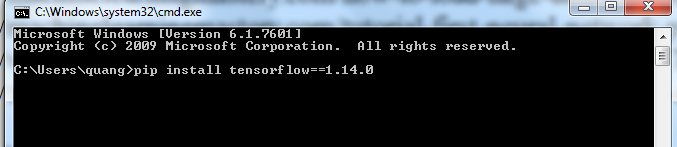 C:\Windows\system32\cmd.exe
Microsoft Windows [Version 6.1.7601]
Copyright (c) 2009 Microsoft Corporation.  All rights reserved.
C:\Users\quang>pip install tensorflow==1.14.0